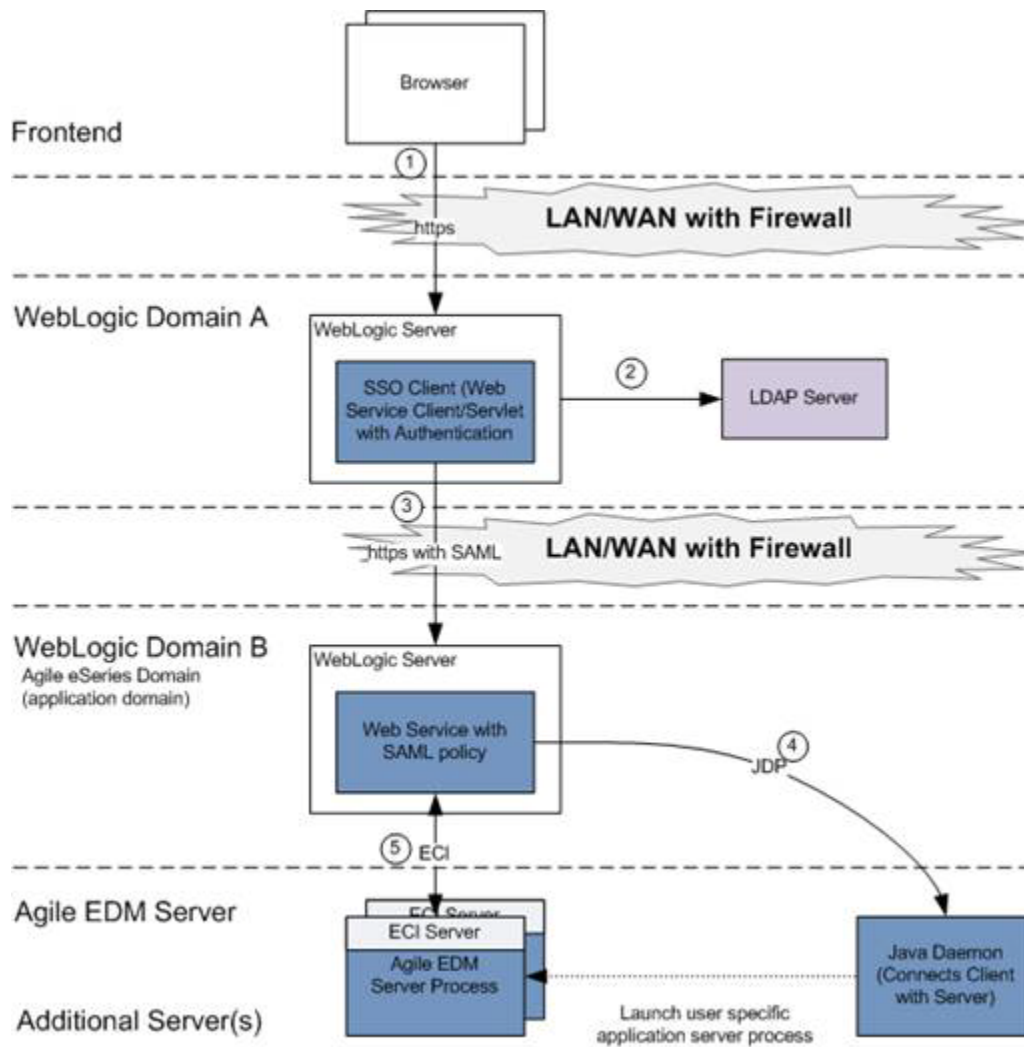 Browser
Frontend
1
https
LAN/WAN with Firewall
WebLogic Domain A
WebLogic Server
SSO Client (Web
Service Client/Servlet
with Authentication
2
LDAP Server
3
https with SAML
LAN/WAN with Firewall
WebLogic Domain B
Agile eSeries Domain
(application domain)
WebLogic Server
Web Service with
SAML policy
4
JDP
5
ECI
Agile EDM Server
ECI Server
ECI Server
Agile EDM
Server Process
Java Daemon
(Connects Client
with Server)
Launch user specific
application server process
Additional Server(s)